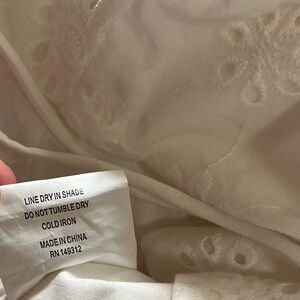 LINE DRY IN SHADE
DO NOT TUMBLE DRY
COLD IRON
MADE IN CHINA
RN 149312